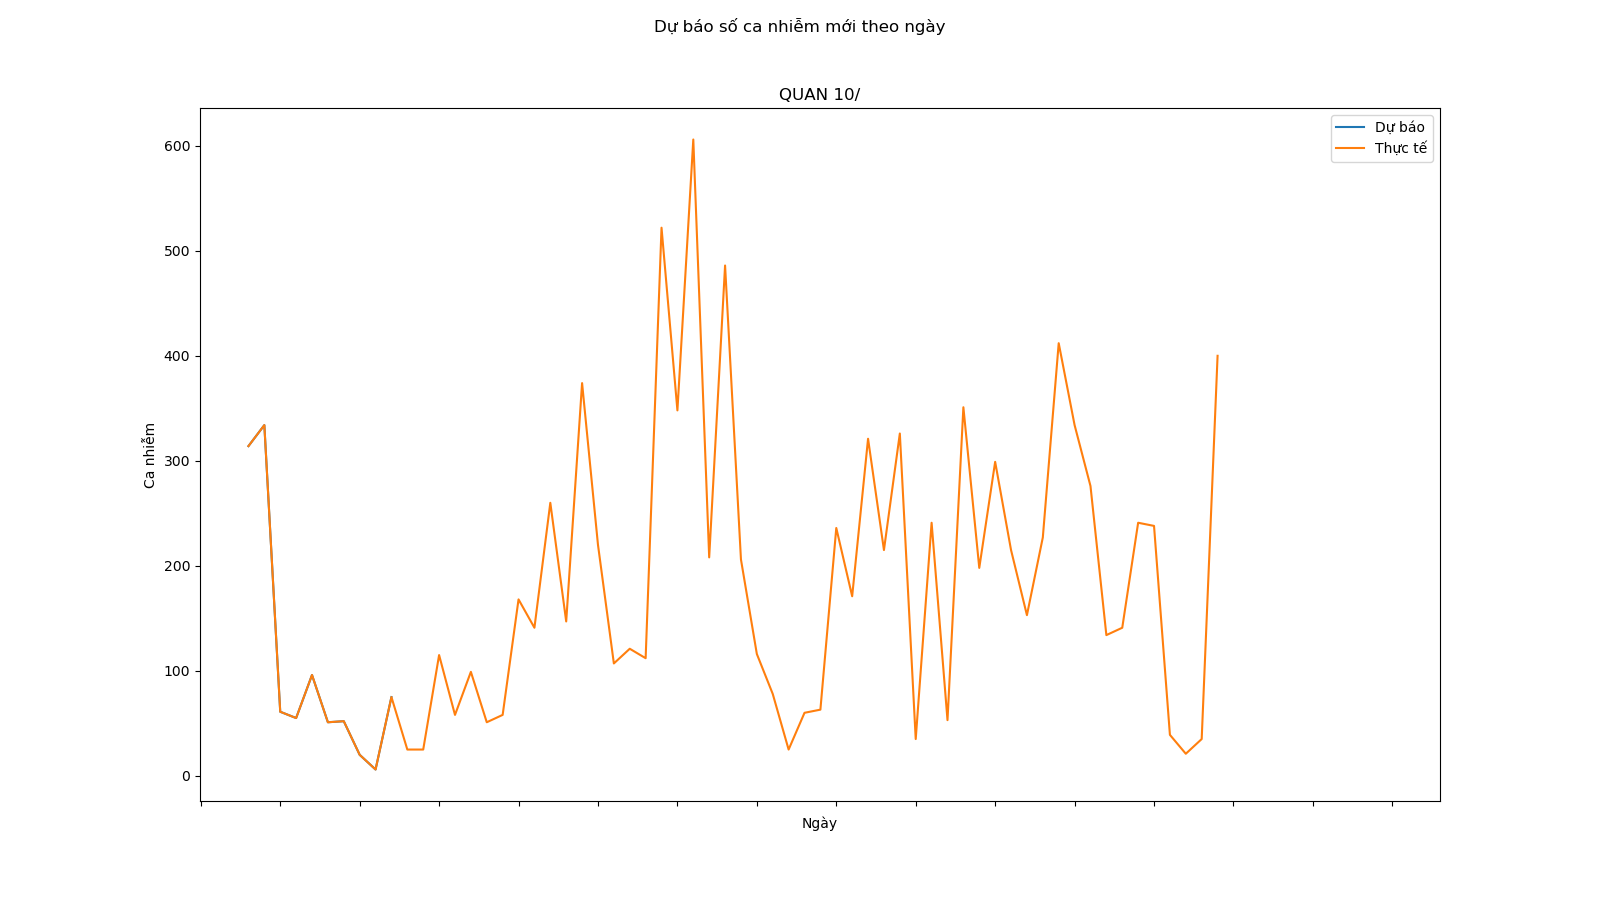 Dự báo số ca nhiễm mới theo ngày
QUAN 10/
Dự báo
Thực tế
600
500
400
300
200
100
0
Ca nhiễm
Ngày